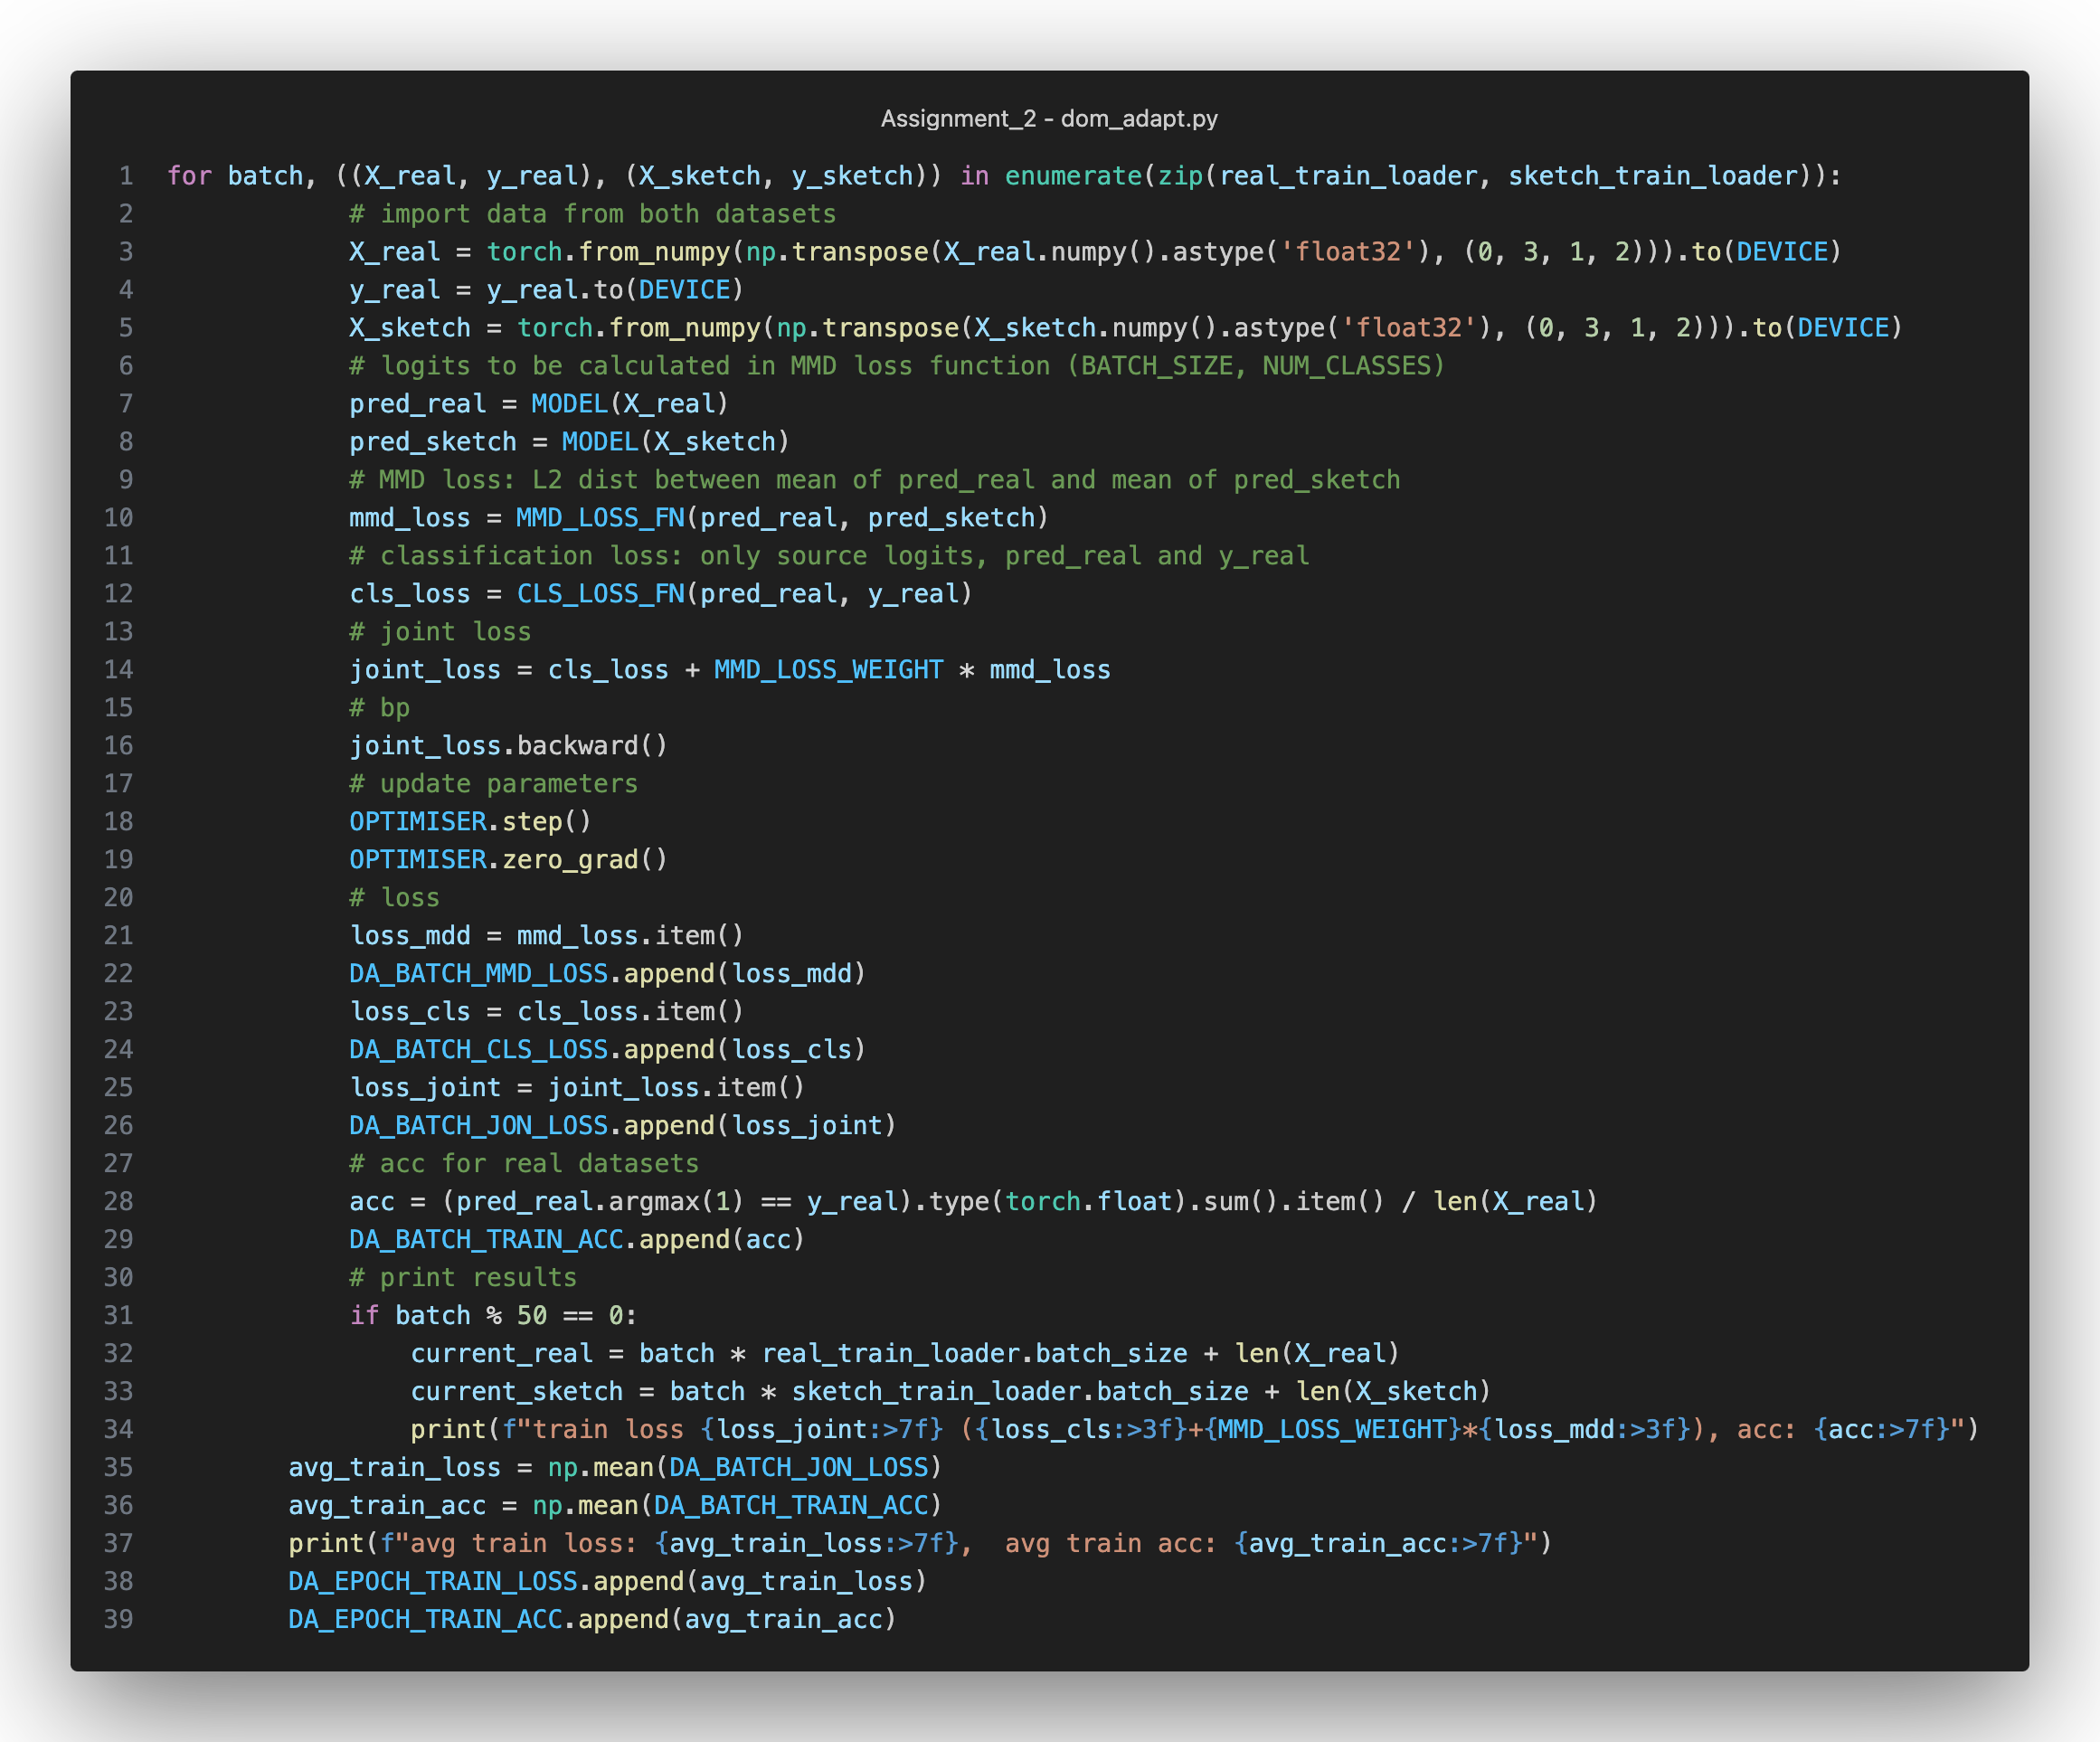 Assignment_2 - dom_adapt.py
1 for batch, ((X_real, y_real), (X_sketch, y_sketch)) in enumerate(zip(real_train_loader, sketch_train_loader)):
2             # import data from both datasets
3             X_real = torch.from_numpy(np.transpose(X_real.numpy().astype('float32'), (0, 3, 1, 2))).to(DEVICE)
4             y_real = y_real.to(DEVICE)
5             X_sketch = torch.from_numpy(np.transpose(X_sketch.numpy().astype('float32'), (0, 3, 1, 2))).to(DEVICE)
6             # logits to be calculated in MMD loss function (BATCH_SIZE, NUM_CLASSES)
7             pred_real = MODEL(X_real)
8             pred_sketch = MODEL(X_sketch)
9             # MMD loss: L2 dist between mean of pred_real and mean of pred_sketch
10             mmd_loss = MMD_LOSS_FN(pred_real, pred_sketch)
11             # classification loss: only source logits, pred_real and y_real
12             cls_loss = CLS_LOSS_FN(pred_real, y_real)
13             # joint loss
14             joint_loss = cls_loss + MMD_LOSS_WEIGHT * mmd_loss
15             # bp
16             joint_loss.backward()
17             # update parameters
18             OPTIMISER.step()
19             OPTIMISER.zero_grad()
20             # loss
21             loss_mdd = mmd_loss.item()
22             DA_BATCH_MMD_LOSS.append(loss_mdd)
23             loss_cls = cls_loss.item()
24             DA_BATCH_CLS_LOSS.append(loss_cls)
25             loss_joint = joint_loss.item()
26             DA_BATCH_JON_LOSS.append(loss_joint)
27             # acc for real datasets
28             acc = (pred_real.argmax(1) == y_real).type(torch.float).sum().item() / len(X_real)
29             DA_BATCH_TRAIN_ACC.append(acc)
30             # print results
31             if batch % 50 == 0:
32                 current_real = batch * real_train_loader.batch_size + len(X_real)
33                 current_sketch = batch * sketch_train_loader.batch_size + len(X_sketch)
34                 print(f"train loss {loss_joint:>7f} ({loss_cls:>3f}+{MMD_LOSS_WEIGHT}*{loss_mdd:>3f}), acc: {acc:>7f}")
35         avg_train_loss = np.mean(DA_BATCH_JON_LOSS)
36         avg_train_acc = np.mean(DA_BATCH_TRAIN_ACC)
37         print(f"avg train loss: {avg_train_loss:>7f},  avg train acc: {avg_train_acc:>7f}")
38         DA_EPOCH_TRAIN_LOSS.append(avg_train_loss)
39         DA_EPOCH_TRAIN_ACC.append(avg_train_acc)